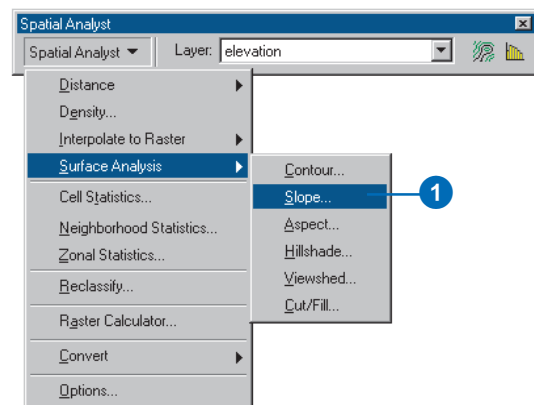 Spatial Analyst
Spatial Analyst Layer: elevation
Distance
Density...
Interpolate to Raster
Surface Analysis
Cell Statistics...
Neighborhood Statistics...
Zonal Statistics...
Reclassify...
Raster Calculator...
Convert
Options...
Contour...
Slope...
1
Aspect...
Hillshade...
Viewshed...
Cut/Fill...